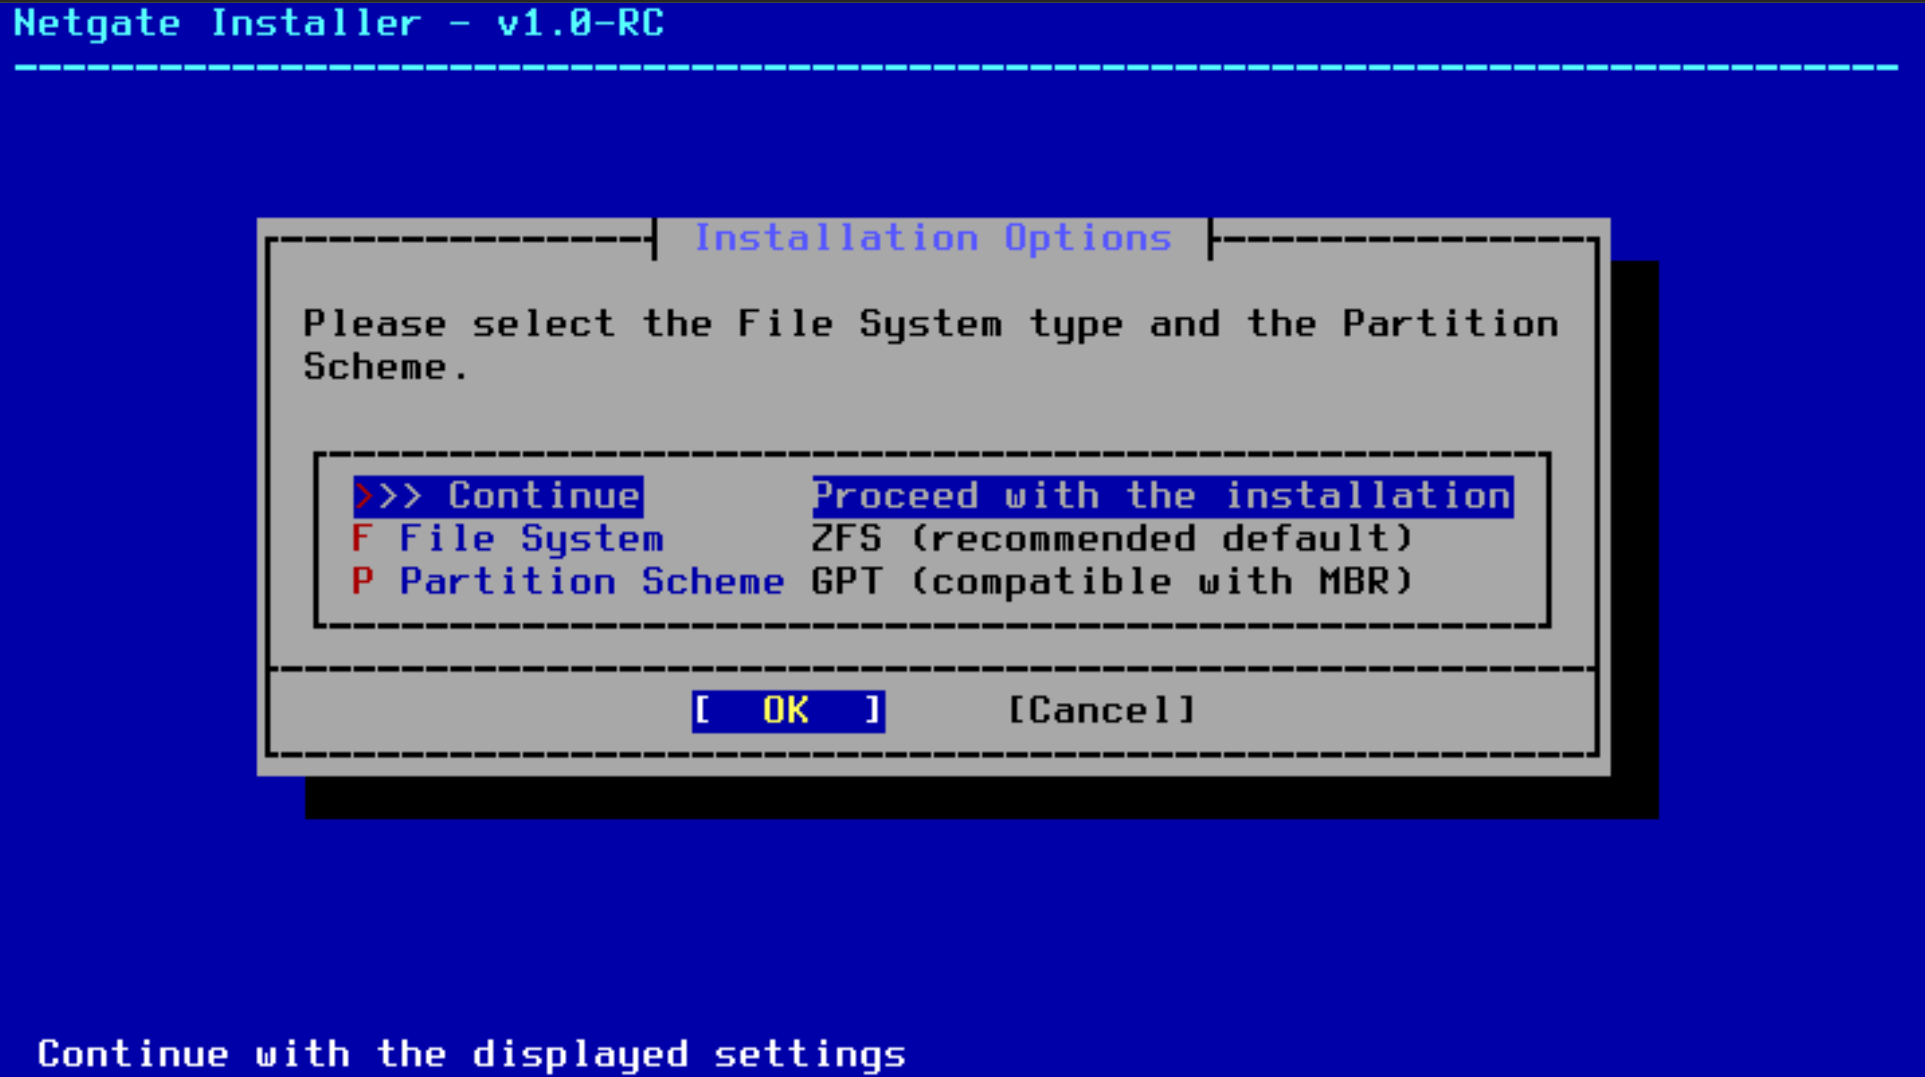 Netgate Installer - v1.0-RC
Installation Options
Please select the File System type and the Partition
Scheme.
>>> Continue Proceed with the installation
F File System ZFS (recommended default)
P Partition Scheme GPT (compatible with MBR)
[ OK ] [Cancel]
Continue with the displayed settings